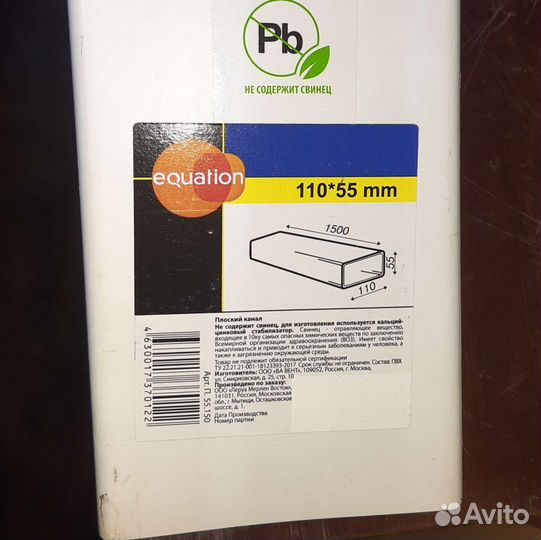 Pb
НЕ СОДЕРЖИТ СВИНЕЦ
equation
110*55 mm
1500
55
110
Плоский канал
Не содержит свинец, для изготовления используется кальций-
цинковый стабилизатор. Свинец - отравляющее вещество,
входящее в 10ку самых опасных химических веществ по заключению
Всемирной организации здравоохранения (ВОЗ). Имеет свойство
накапливаться и приводит к серьезным заболеваниям у человека, а
также к загрязнению окружающей среды.
Товар не подлежит обязательной сертификации
ТУ 22.21.21-001-18123393-2017 Срок службы: не ограничен. Состав: ПВХ
Изготовитель: ООО «ВА ВЕНТ», 109052, Россия, г. Москва,
ул. Смирновская, д. 25, стр. 10
Произведено по заказу:
ООО «Леруа Мерлен Восток»,
141031, Россия, Московская
обл., г. Мытищи, Осташковское
шоссе, д. 1.
Дата Производства
Номер партии
4630001730122
Арт. П. 55.150
Avito